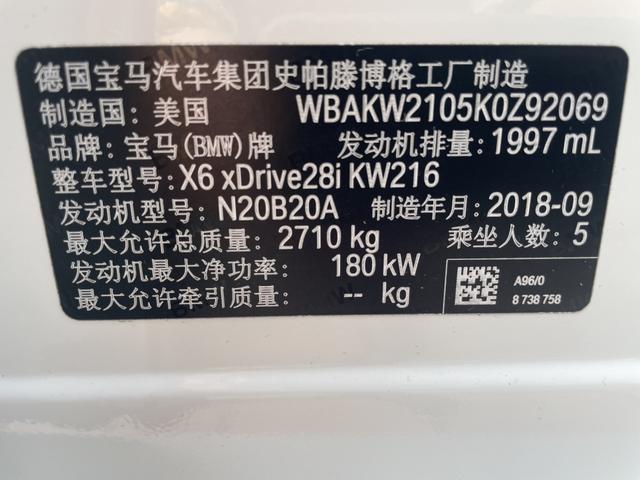 德国宝马汽车集团史帕滕博格工厂制造
制造国:美国 WBAKW2105K0Z92069
品牌:宝马(BMW)牌 发动机排量:1997 mL
整车型号:X6 xDrive28i KW216
发动机型号:N20B20A 制造年月:2018-09
最大允许总质量:2710 kg 乘坐人数:5
发动机最大净功率: 180 kW
最大允许牵引质量: -- kg
A96/0
8 738 758